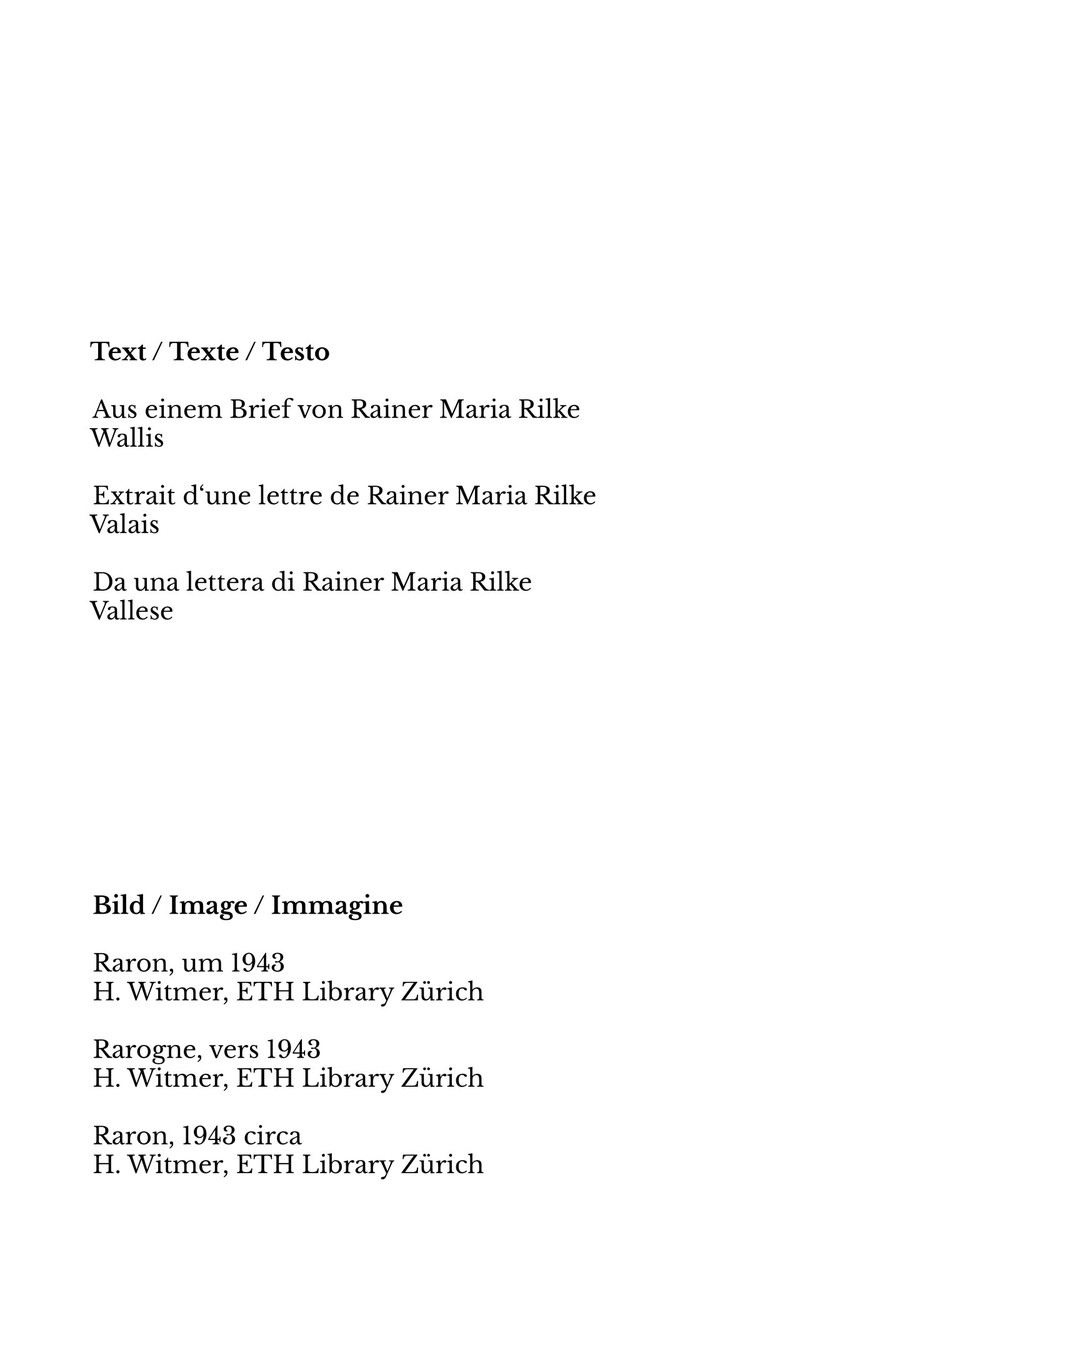 Text / Texte / Testo
Aus einem Brief von Rainer Maria Rilke
Wallis
Extrait d‘une lettre de Rainer Maria Rilke
Valais
Da una lettera di Rainer Maria Rilke
Vallese
Bild / Image / Immagine
Raron, um 1943
H. Witmer, ETH Library Zürich
Rarogne, vers 1943
H. Witmer, ETH Library Zürich
Raron, 1943 circa
H. Witmer, ETH Library Zürich